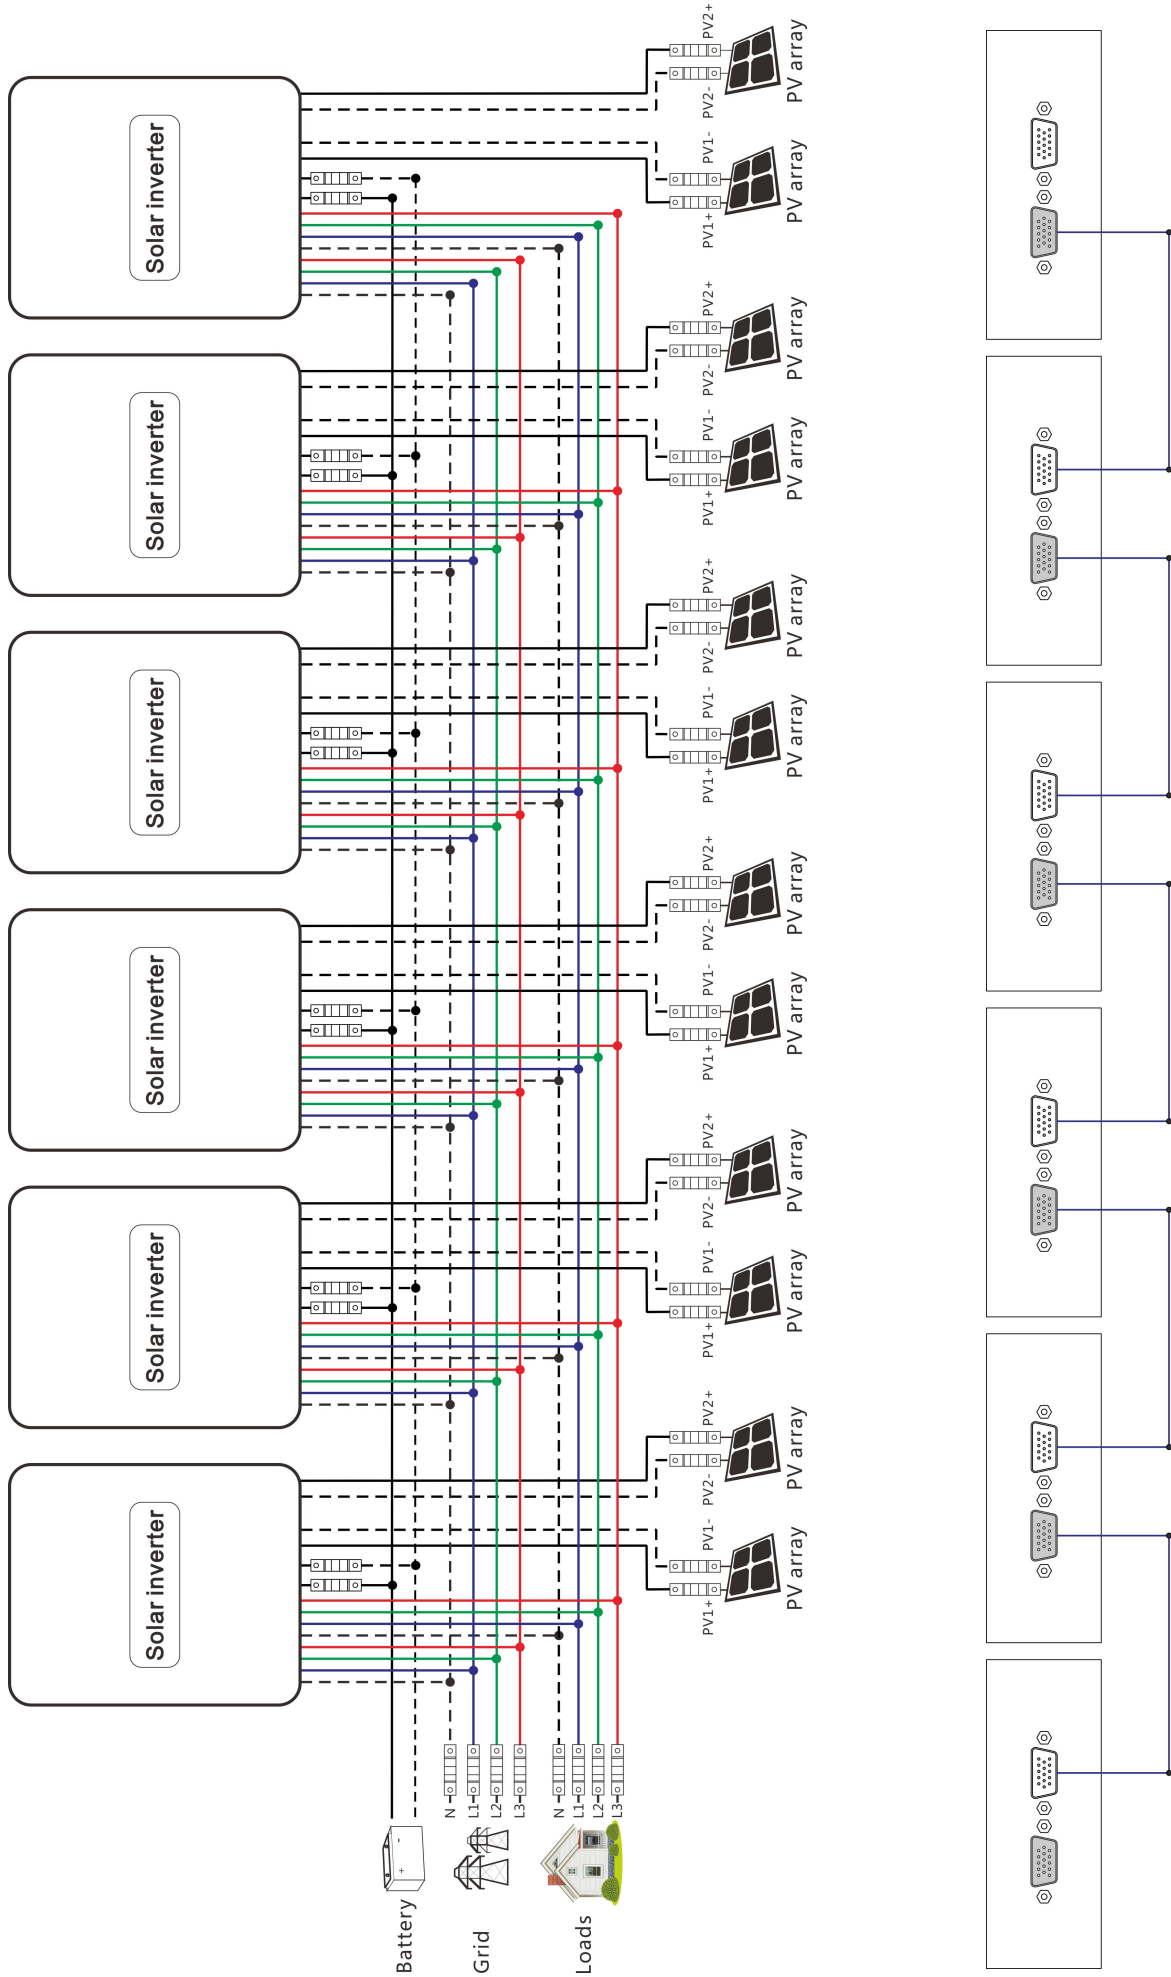 Solar inverter
Solar inverter
Solar inverter
Solar inverter
Solar inverter
Solar inverter
Battery
+ -
Grid
N
L1
L2
L3
Loads
N
L1
L2
L3
PV1+ PV1- PV2- PV2+
PV array PV array
PV1+ PV1- PV2- PV2+
PV array PV array
PV1+ PV1- PV2- PV2+
PV array PV array
PV1+ PV1- PV2- PV2+
PV array PV array
PV1+ PV1- PV2- PV2+
PV array PV array
PV1+ PV1- PV2- PV2+
PV array PV array